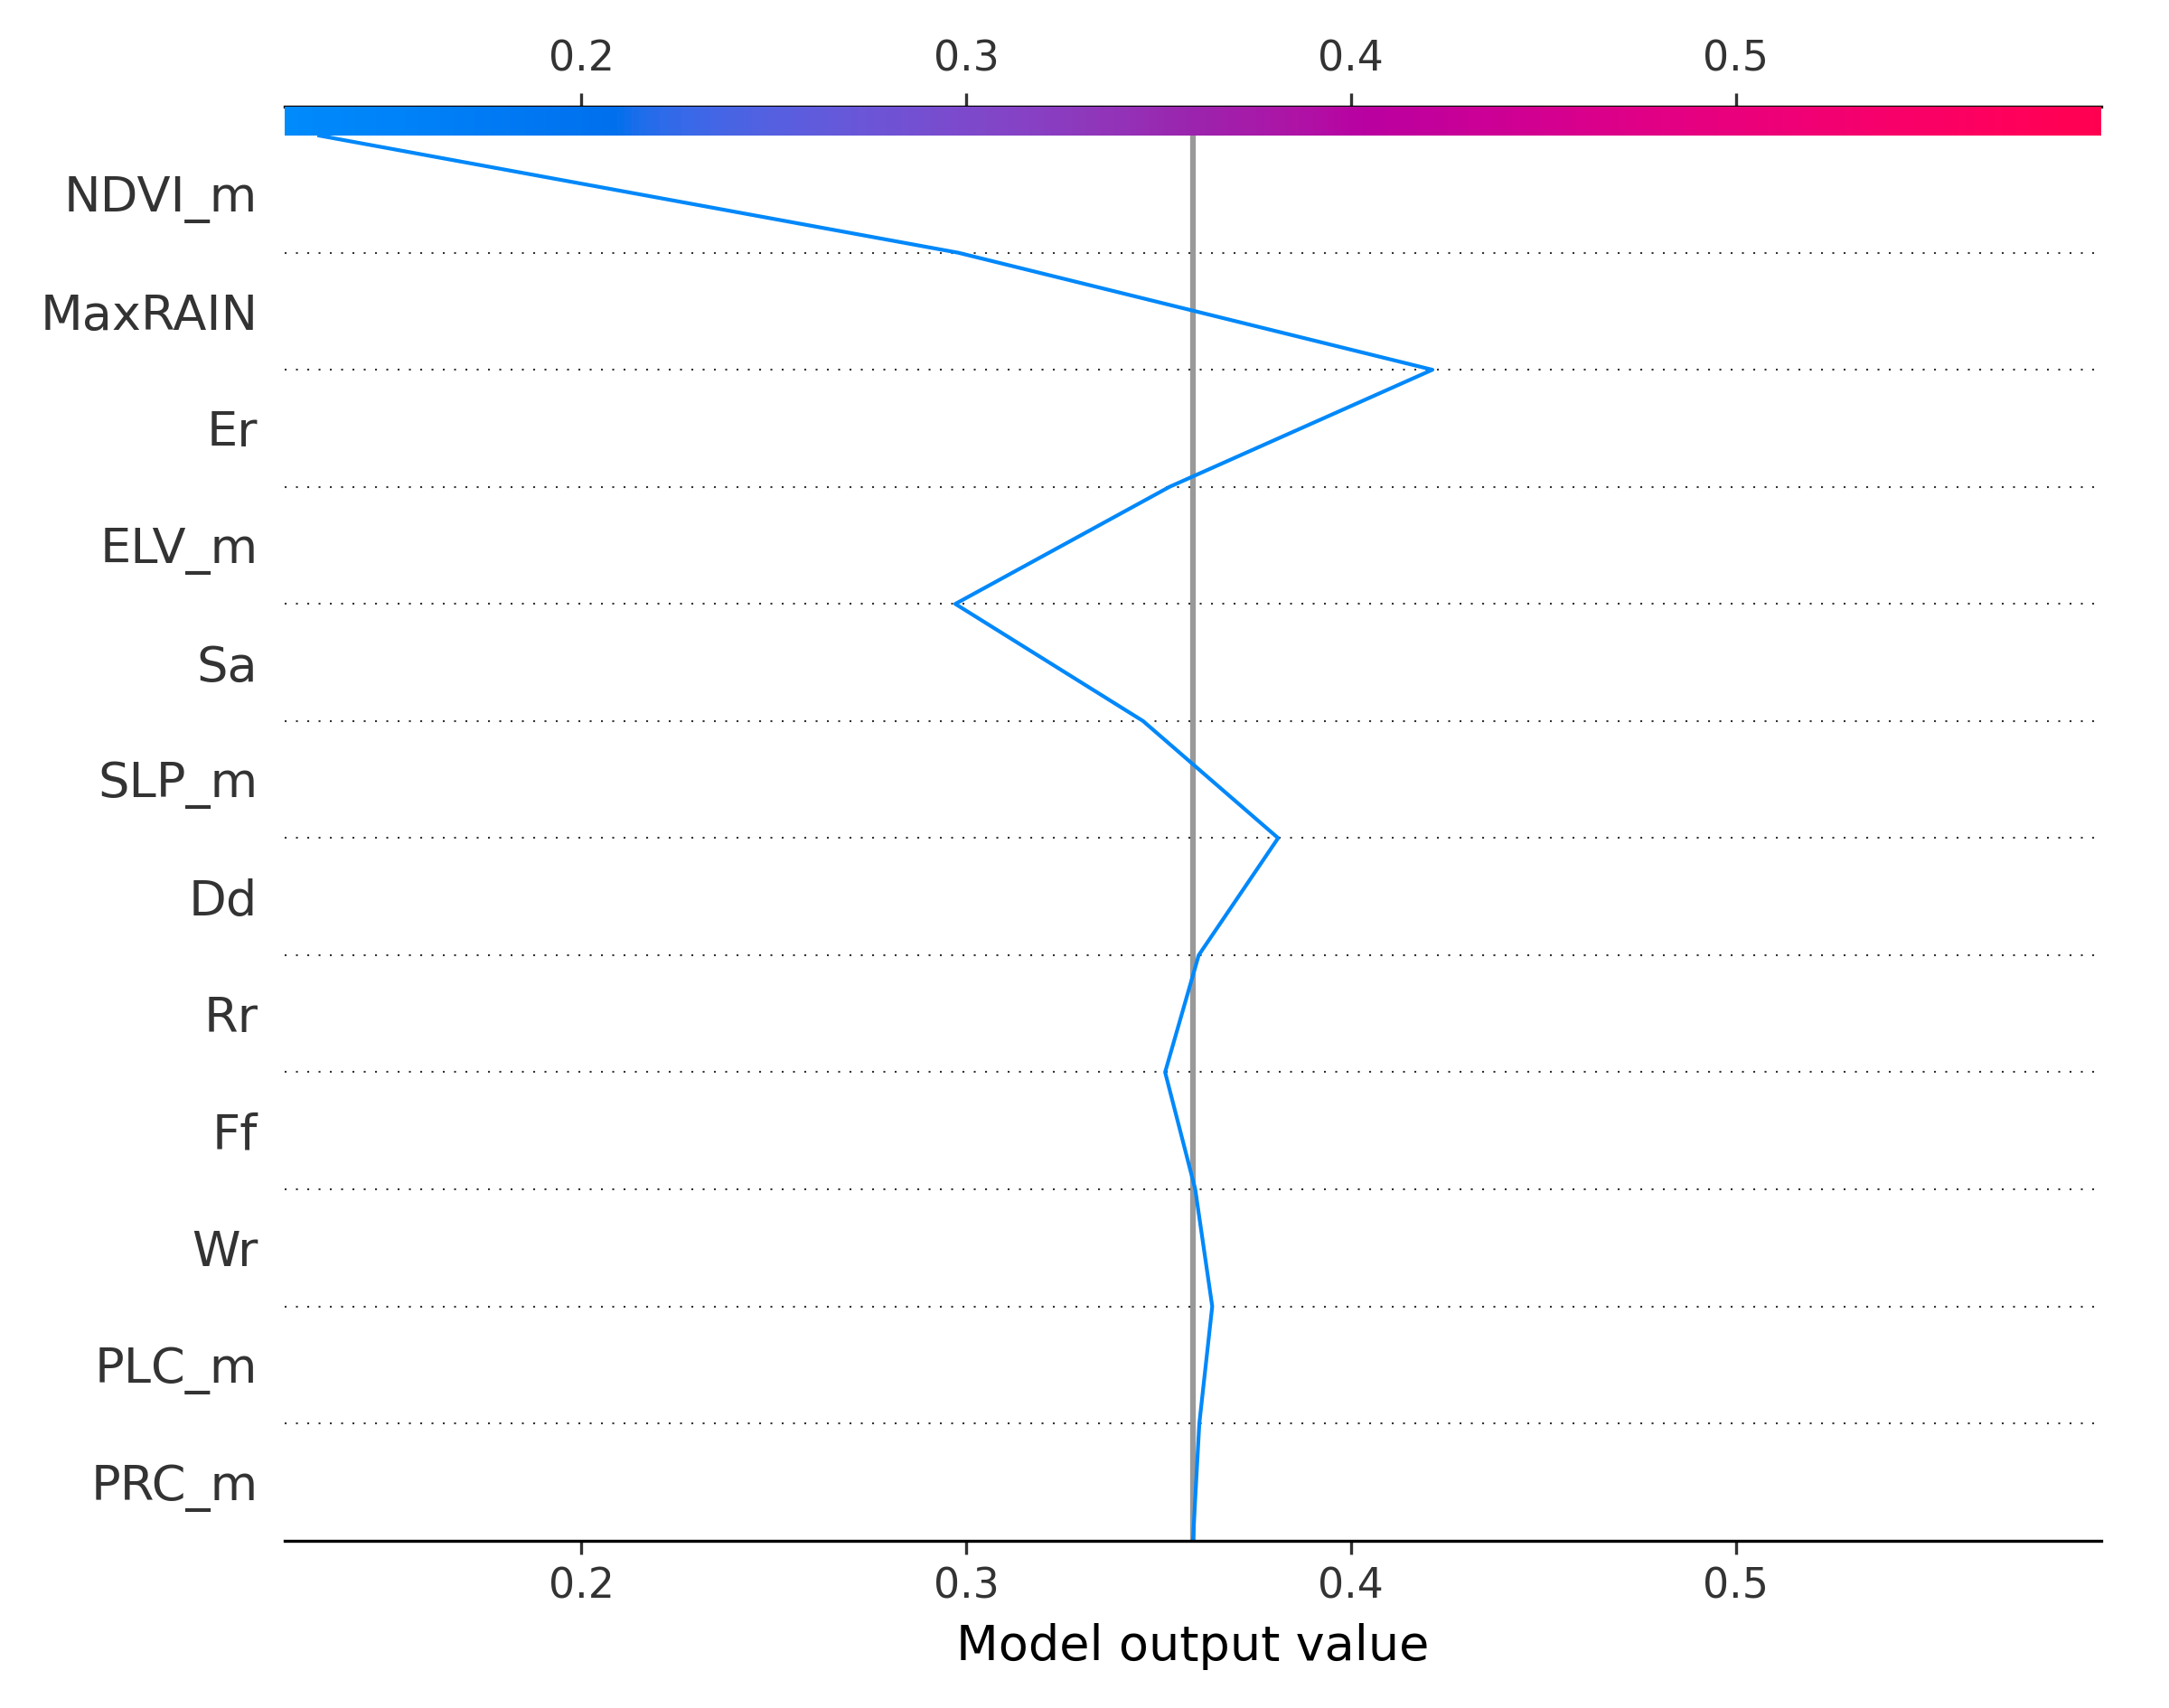 0.2 0.3 0.4 0.5
NDVI_m
MaxRAIN
Er
ELV_m
Sa
SLP_m
Dd
Rr
Ff
Wr
PLC_m
PRC_m
0.2 0.3 0.4 0.5
Model output value